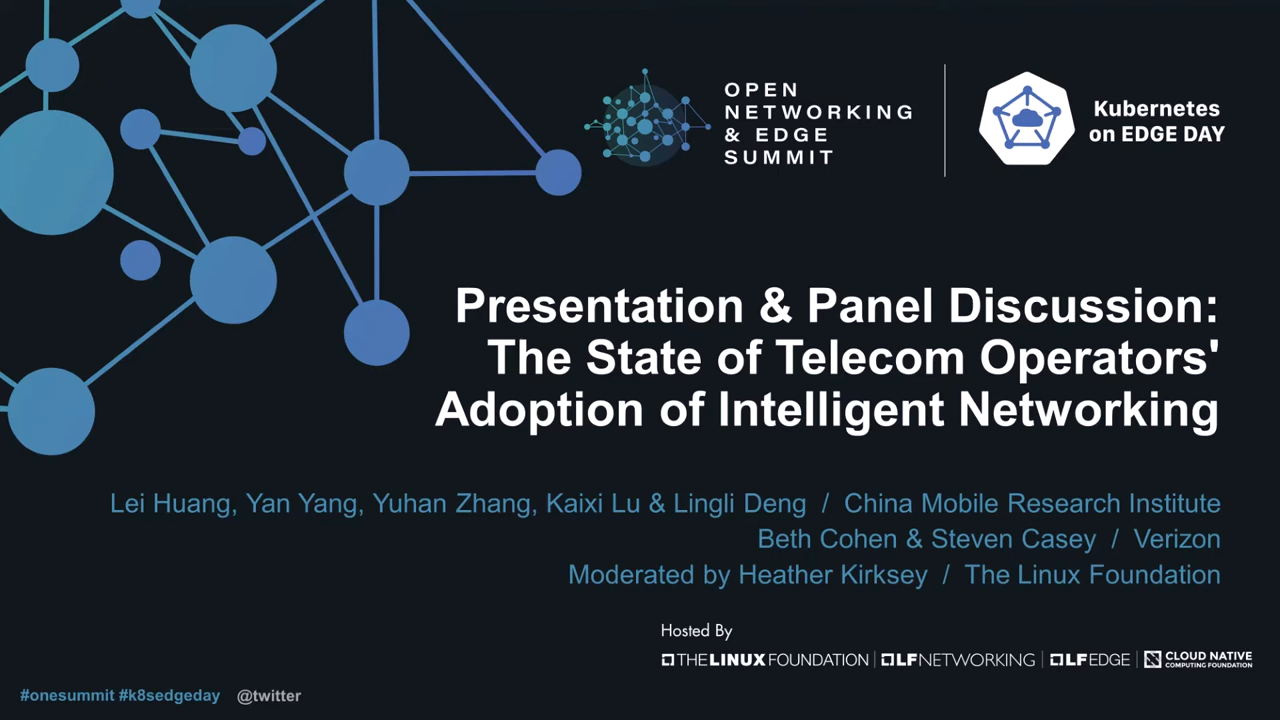 OPEN
NETWORKING
& EDGE
SUMMIT
Kubernetes
on EDGE DAY
Presentation & Panel Discussion:
The State of Telecom Operators'
Adoption of Intelligent Networking
Lei Huang, Yan Yang, Yuhan Zhang, Kaixi Lu & Lingli Deng / China Mobile Research Institute
Beth Cohen & Steven Casey / Verizon
Moderated by Heather Kirksey / The Linux Foundation
Hosted By
THE LINUX FOUNDATION | LF NETWORKING | LF EDGE | CLOUD NATIVE
COMPUTING FOUNDATION
#onesummit #k8sedgeday @twitter